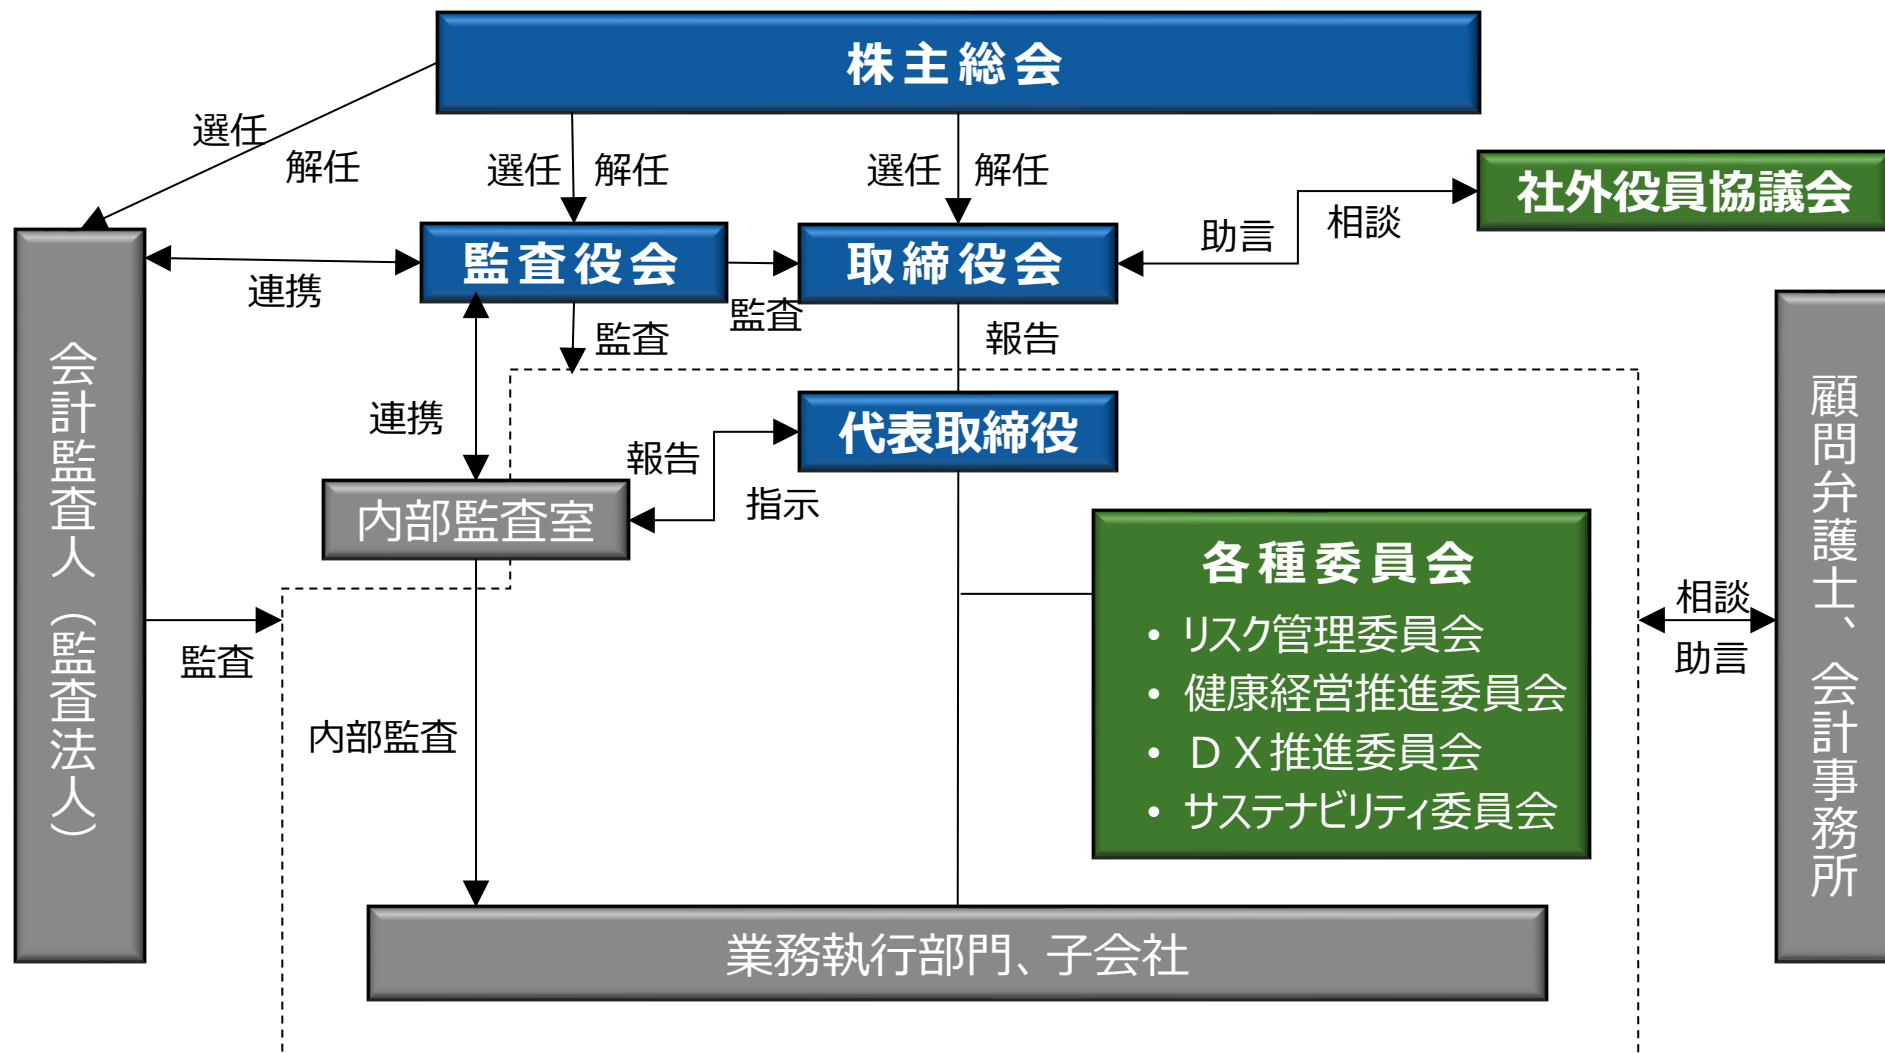 株主総会
選任
解任
選任
解任
選任
解任
社外役員協議会
監査役会
取締役会
助言
相談
連携
監査
監査
報告
連携
代表取締役
報告
指示
内部監査室
会計監査人（監査法人）
顧問弁護士、会計事務所
各種委員会
• リスク管理委員会
• 健康経営推進委員会
• ＤＸ推進委員会
• サステナビリティ委員会
相談
助言
監査
内部監査
業務執行部門、子会社